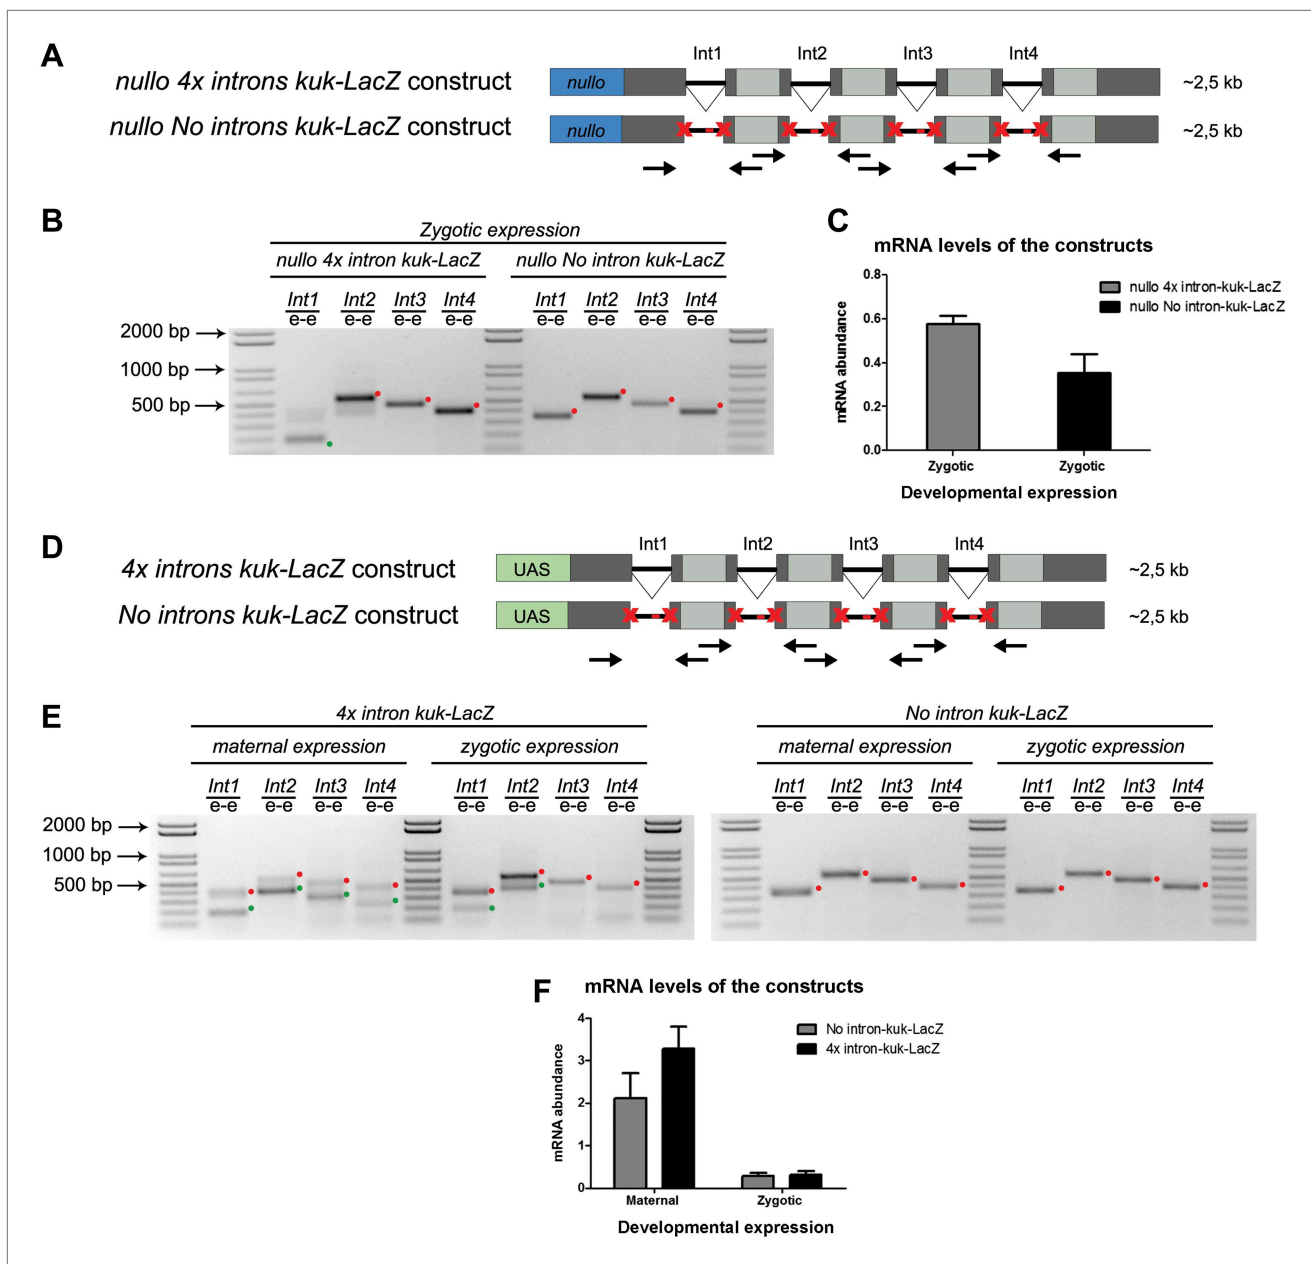 A
Int1 Int2 Int3 Int4
nullo 4x introns kuk-LacZ construct nullo ~2,5 kb
nullo No introns kuk-LacZ construct nullo ~2,5 kb
B
Zygotic expression
nullo 4x intron kuk-LacZ nullo No intron kuk-LacZ
Int1 Int2 Int3 Int4 Int1 Int2 Int3 Int4
e-e e-e e-e e-e e-e e-e e-e e-e
2000 bp
1000 bp
500 bp
C
mRNA levels of the constructs
mRNA abundance
0.8
0.6
0.4
0.2
0.0
nullo 4x intron-kuk-LacZ
nullo No intron-kuk-LacZ
Zygotic Zygotic
Developmental expression
D
Int1 Int2 Int3 Int4
4x introns kuk-LacZ construct UAS ~2,5 kb
No introns kuk-LacZ construct UAS ~2,5 kb
E
4x intron kuk-LacZ No intron kuk-LacZ
maternal expression zygotic expression maternal expression zygotic expression
Int1 Int2 Int3 Int4 Int1 Int2 Int3 Int4 Int1 Int2 Int3 Int4 Int1 Int2 Int3 Int4
e-e e-e e-e e-e e-e e-e e-e e-e e-e e-e e-e e-e e-e e-e e-e e-e
2000 bp
1000 bp
500 bp
F
mRNA levels of the constructs
mRNA abundance
4
3
2
1
0
No intron-kuk-LacZ
4x intron-kuk-LacZ
Maternal Zygotic
Developmental expression